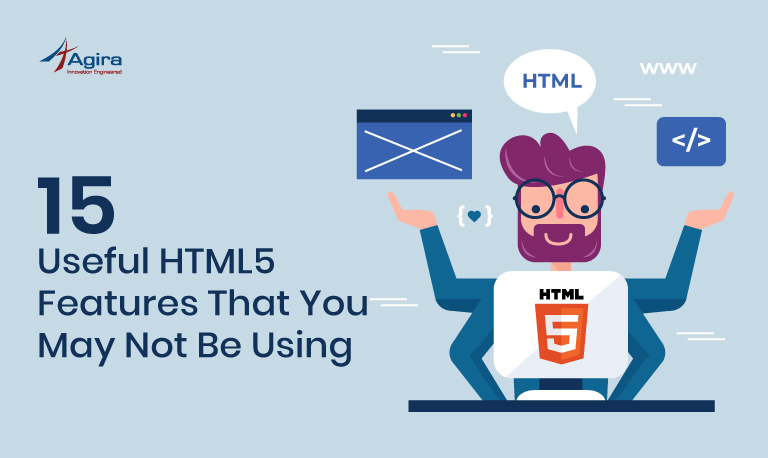 Agira
Innovation Engineered
HTML
www
</>
{ }
15
Useful HTML5
Features That You
May Not Be Using
HTML
5